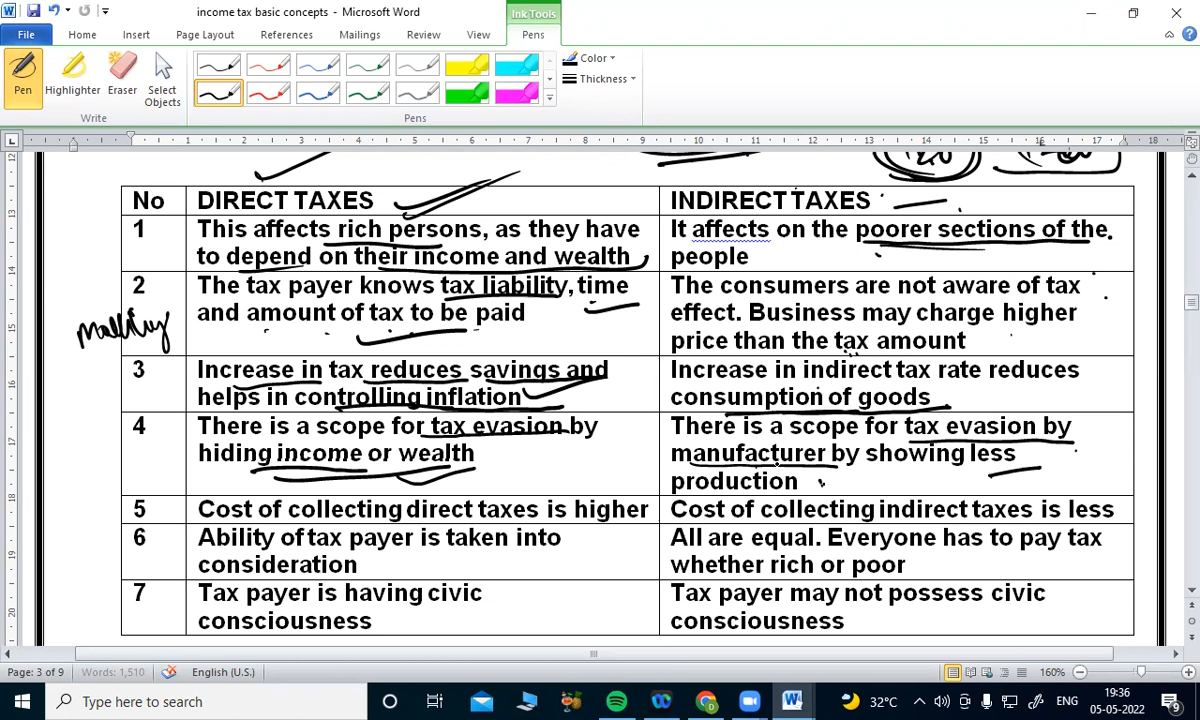 income tax basic concepts - Microsoft Word
Ink Tools
File Home Insert Page Layout References Mailings Review View Pens
Pen Highlighter Eraser Select Objects
Color
Thickness
Write
Pens
No DIRECT TAXES INDIRECT TAXES
1 This affects rich persons, as they have It affects on the poorer sections of the
to depend on their income and wealth people
2 The tax payer knows tax liability, time The consumers are not aware of tax
and amount of tax to be paid effect. Business may charge higher
price than the tax amount
3 Increase in tax reduces savings and Increase in indirect tax rate reduces
helps in controlling inflation consumption of goods
4 There is a scope for tax evasion by There is a scope for tax evasion by
hiding income or wealth manufacturer by showing less
production
5 Cost of collecting direct taxes is higher Cost of collecting indirect taxes is less
6 Ability of tax payer is taken into All are equal. Everyone has to pay tax
consideration whether rich or poor
7 Tax payer is having civic Tax payer may not possess civic
consciousness consciousness
Page: 3 of 9 Words: 1,510 English (U.S.) 160%
Type here to search 32°C ENG 19:36
05-05-2022